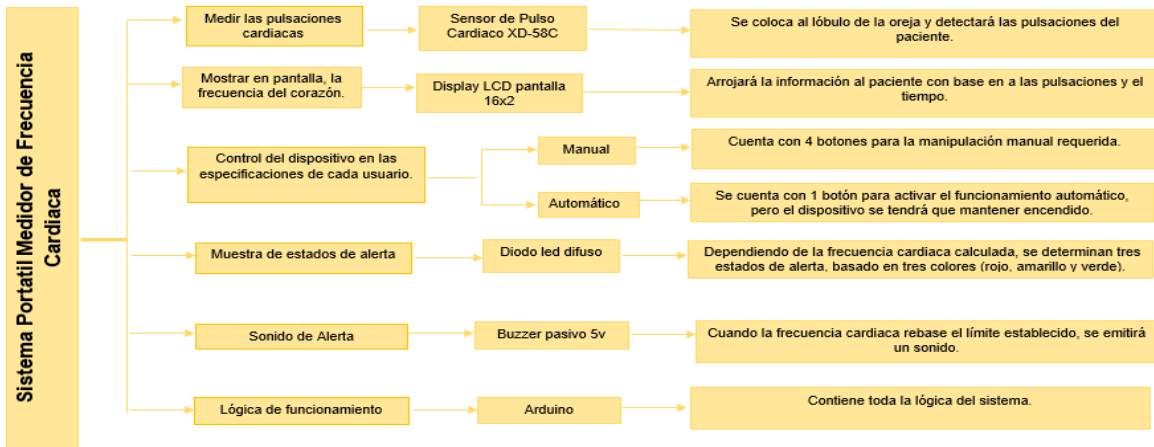 Sistema Portatil Medidor de Frecuencia
Cardiaca
Medir las pulsaciones
cardiacas
Sensor de Pulso
Cardiaco XD-58C
Se coloca al lóbulo de la oreja y detectará las pulsaciones del
paciente.
Mostrar en pantalla, la
frecuencia del corazón.
Display LCD pantalla
16x2
Arrojará la información al paciente con base en a las pulsaciones y el
tiempo.
Control del dispositivo en las
especificaciones de cada usuario.
Manual
Cuenta con 4 botones para la manipulación manual requerida.
Automático
Se cuenta con 1 botón para activar el funcionamiento automático,
pero el dispositivo se tendrá que mantener encendido.
Muestra de estados de alerta
Diodo led difuso
Dependiendo de la frecuencia cardiaca calculada, se determinan tres
estados de alerta, basado en tres colores (rojo, amarillo y verde).
Sonido de Alerta
Buzzer pasivo 5v
Cuando la frecuencia cardiaca rebase el límite establecido, se emitirá
un sonido.
Lógica de funcionamiento
Arduino
Contiene toda la lógica del sistema.